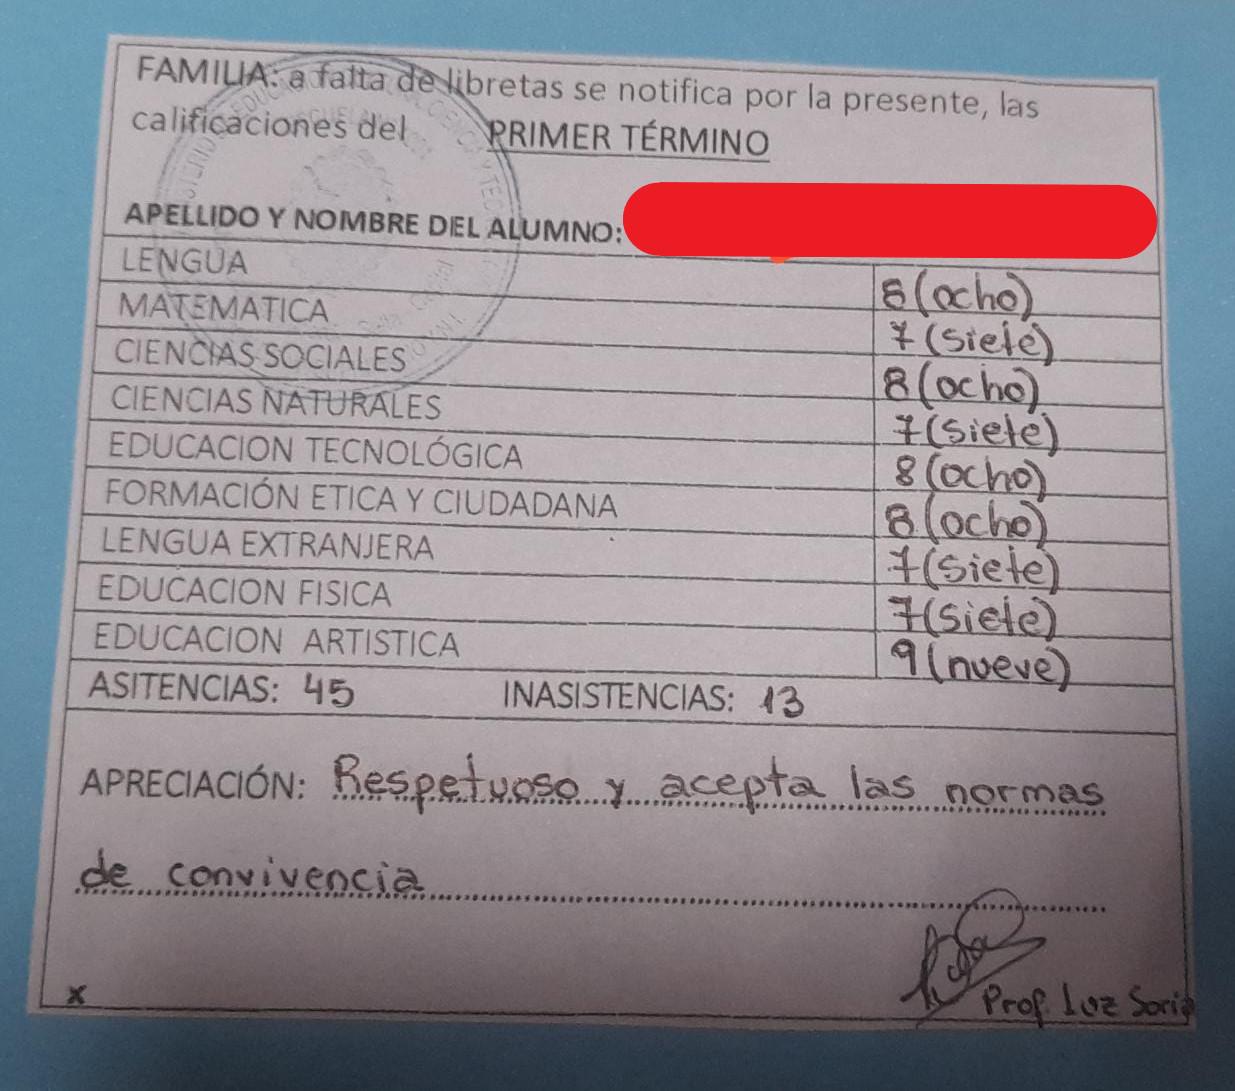 FAMILIA: a falta de libretas se notifica por la presente, las
calificaciones del PRIMER TÉRMINO
APELLIDO Y NOMBRE DEL ALUMNO:
LENGUA 8 (ocho)
MATEMATICA 7 (siete)
CIENCIAS SOCIALES 8 (ocho)
CIENCIAS NATURALES 7 (siete)
EDUCACION TECNOLÓGICA 8 (ocho)
FORMACIÓN ETICA Y CIUDADANA 8 (ocho)
LENGUA EXTRANJERA 7 (siete)
EDUCACION FISICA 7 (siete)
EDUCACION ARTISTICA 9 (nueve)
ASITENCIAS: 45 INASISTENCIAS: 13
APRECIACIÓN: Respetuoso y acepta las normas
de convivencia
x
Prof. Luz Soria